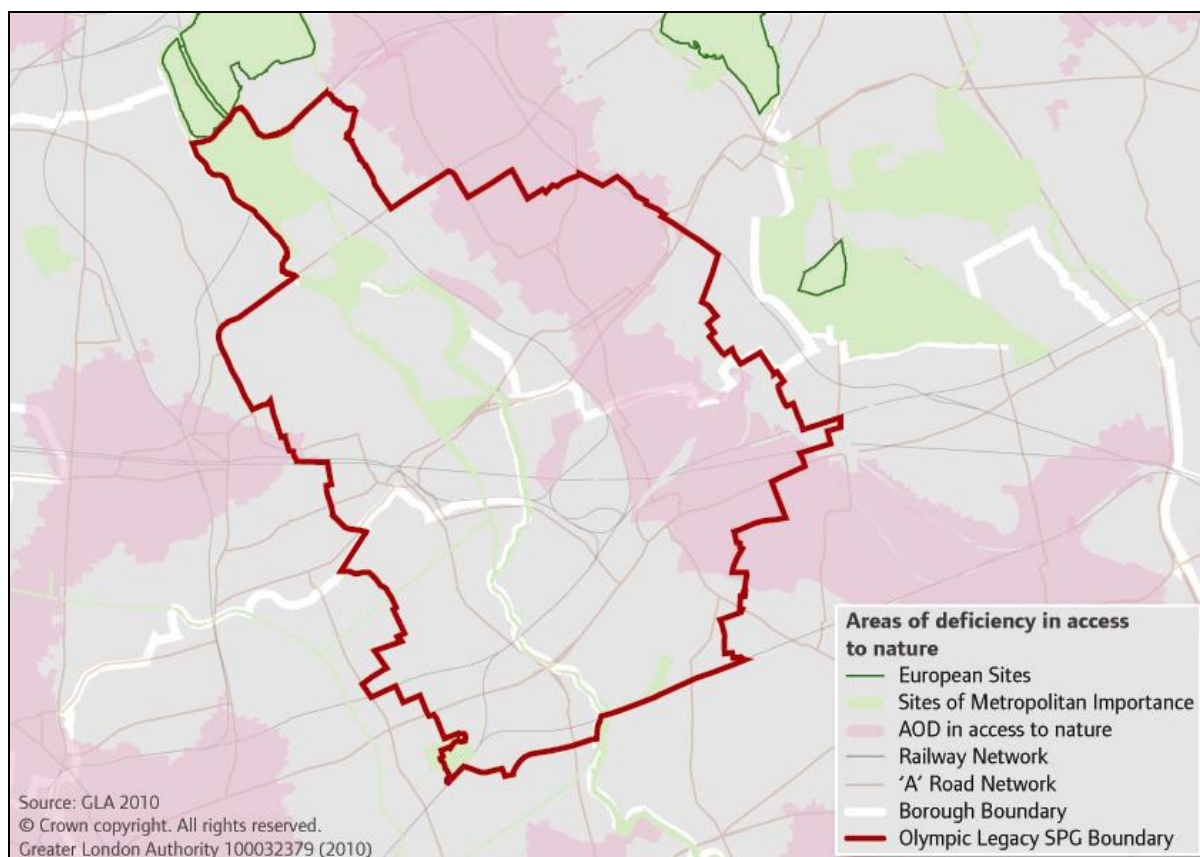 Areas of deficiency in access
to nature
European Sites
Sites of Metropolitan Importance
AOD in access to nature
Railway Network
‘A’ Road Network
Borough Boundary
Olympic Legacy SPG Boundary
Source: GLA 2010
© Crown copyright. All rights reserved.
Greater London Authority 100032379 (2010)